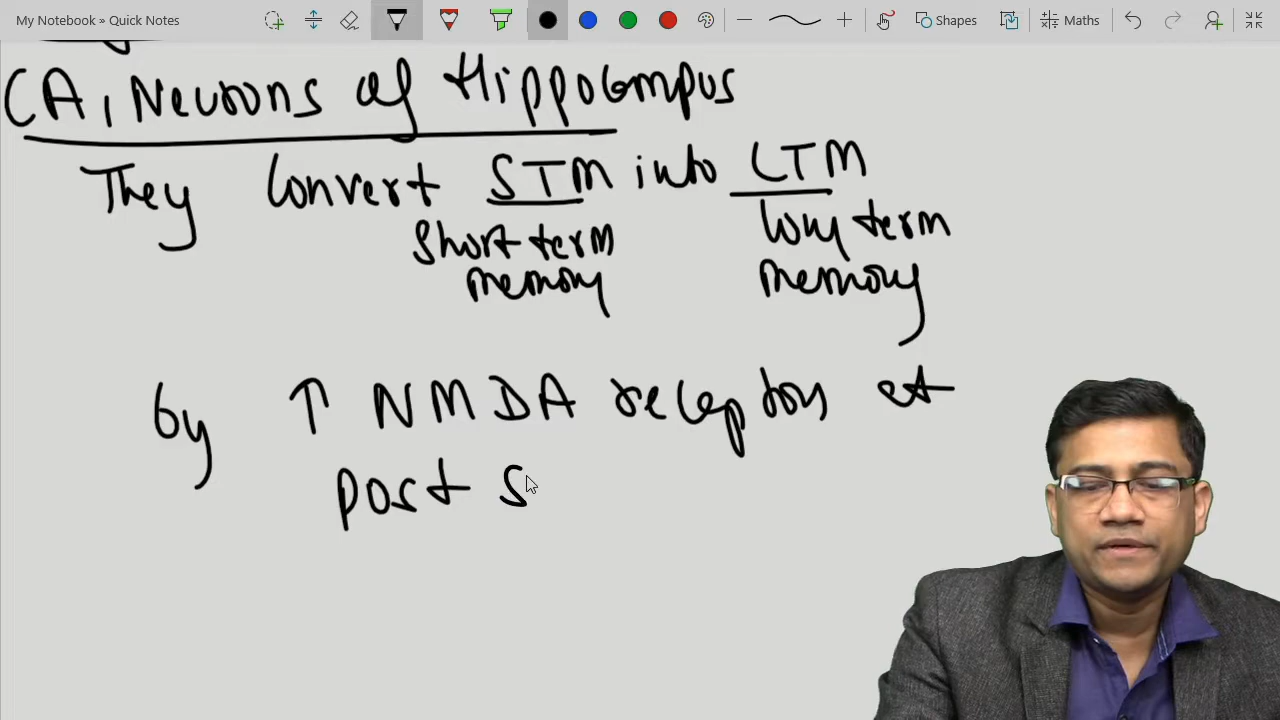 My Notebook » Quick Notes
Shapes
Maths
CA1 Neurons of Hippocampus
They convert STM into LTM
Short term memory
long term memory
by ↑ NMDA receptors at
post S